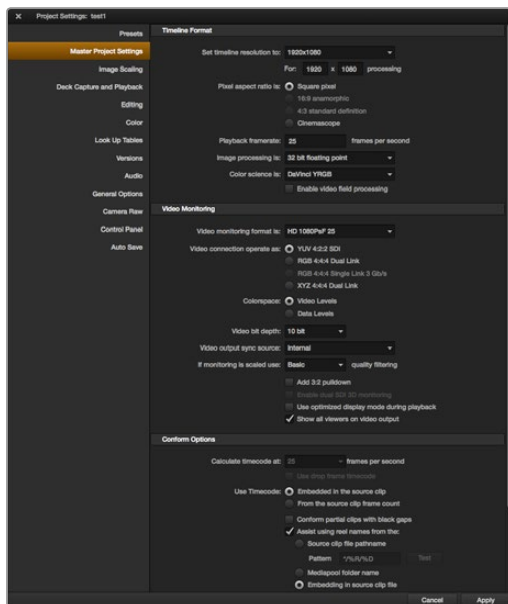 Project Settings: test1
Presets
Master Project Settings
Image Scaling
Deck Capture and Playback
Editing
Color
Look Up Tables
Versions
Audio
General Options
Camera Raw
Control Panel
Auto Save
Timeline Format
Set timeline resolution to: 1920x1080
For: 1920 x 1080 processing
Pixel aspect ratio is: Square pixel
16:9 anamorphic
4:3 standard definition
Cinemascope
Playback framerate: 25 frames per second
Image processing is: 32 bit floating point
Color science is: DaVinci YRGB
Enable video field processing
Video Monitoring
Video monitoring format is: HD 1080PsF 25
Video connection operate as: YUV 4:2:2 SDI
RGB 4:4:4 Dual Link
RGB 4:4:4 Single Link 3 Gb/s
XYZ 4:4:4 Dual Link
Colorspace: Video Levels
Data Levels
Video bit depth: 10 bit
Video output sync source: Internal
If monitoring is scaled use: Basic quality filtering
Add 3:2 pulldown
Enable dual SDI 3D monitoring
Use optimized display mode during playback
Show all viewers on video output
Conform Options
Calculate timecode at: 25 frames per second
Use drop frame timecode
Use Timecode: Embedded in the source clip
From the source clip frame count
Conform partial clips with black gaps
Assist using reel names from the:
Source clip file pathname
Pattern */%R/%D Test
Mediapool folder name
Embedding in source clip file
Cancel Apply